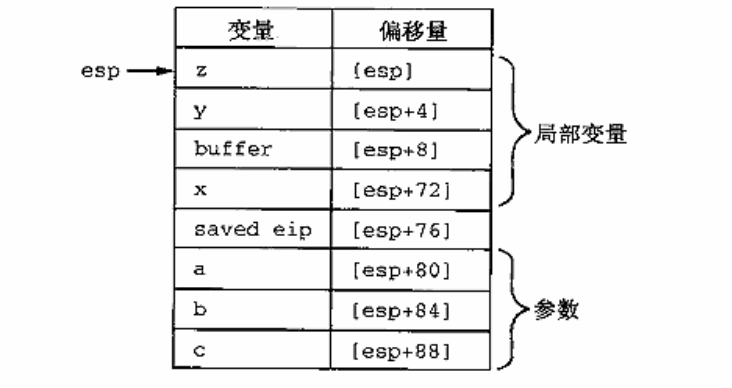 变量 偏移量
esp z [esp]
y [esp+4]
局部变量
buffer [esp+8]
x [esp+72]
saved eip [esp+76]
a [esp+80]
b [esp+84]
参数
c [esp+88]